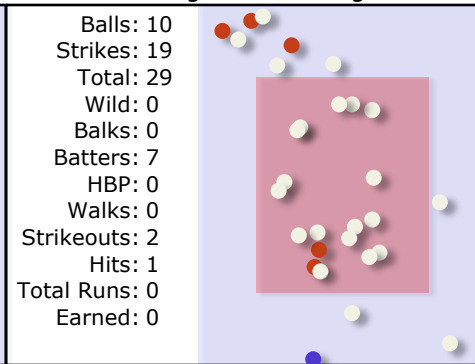 Balls: 10
Strikes: 19
Total: 29
Wild: 0
Balks: 0
Batters: 7
HBP: 0
Walks: 0
Strikeouts: 2
Hits: 1
Total Runs: 0
Earned: 0